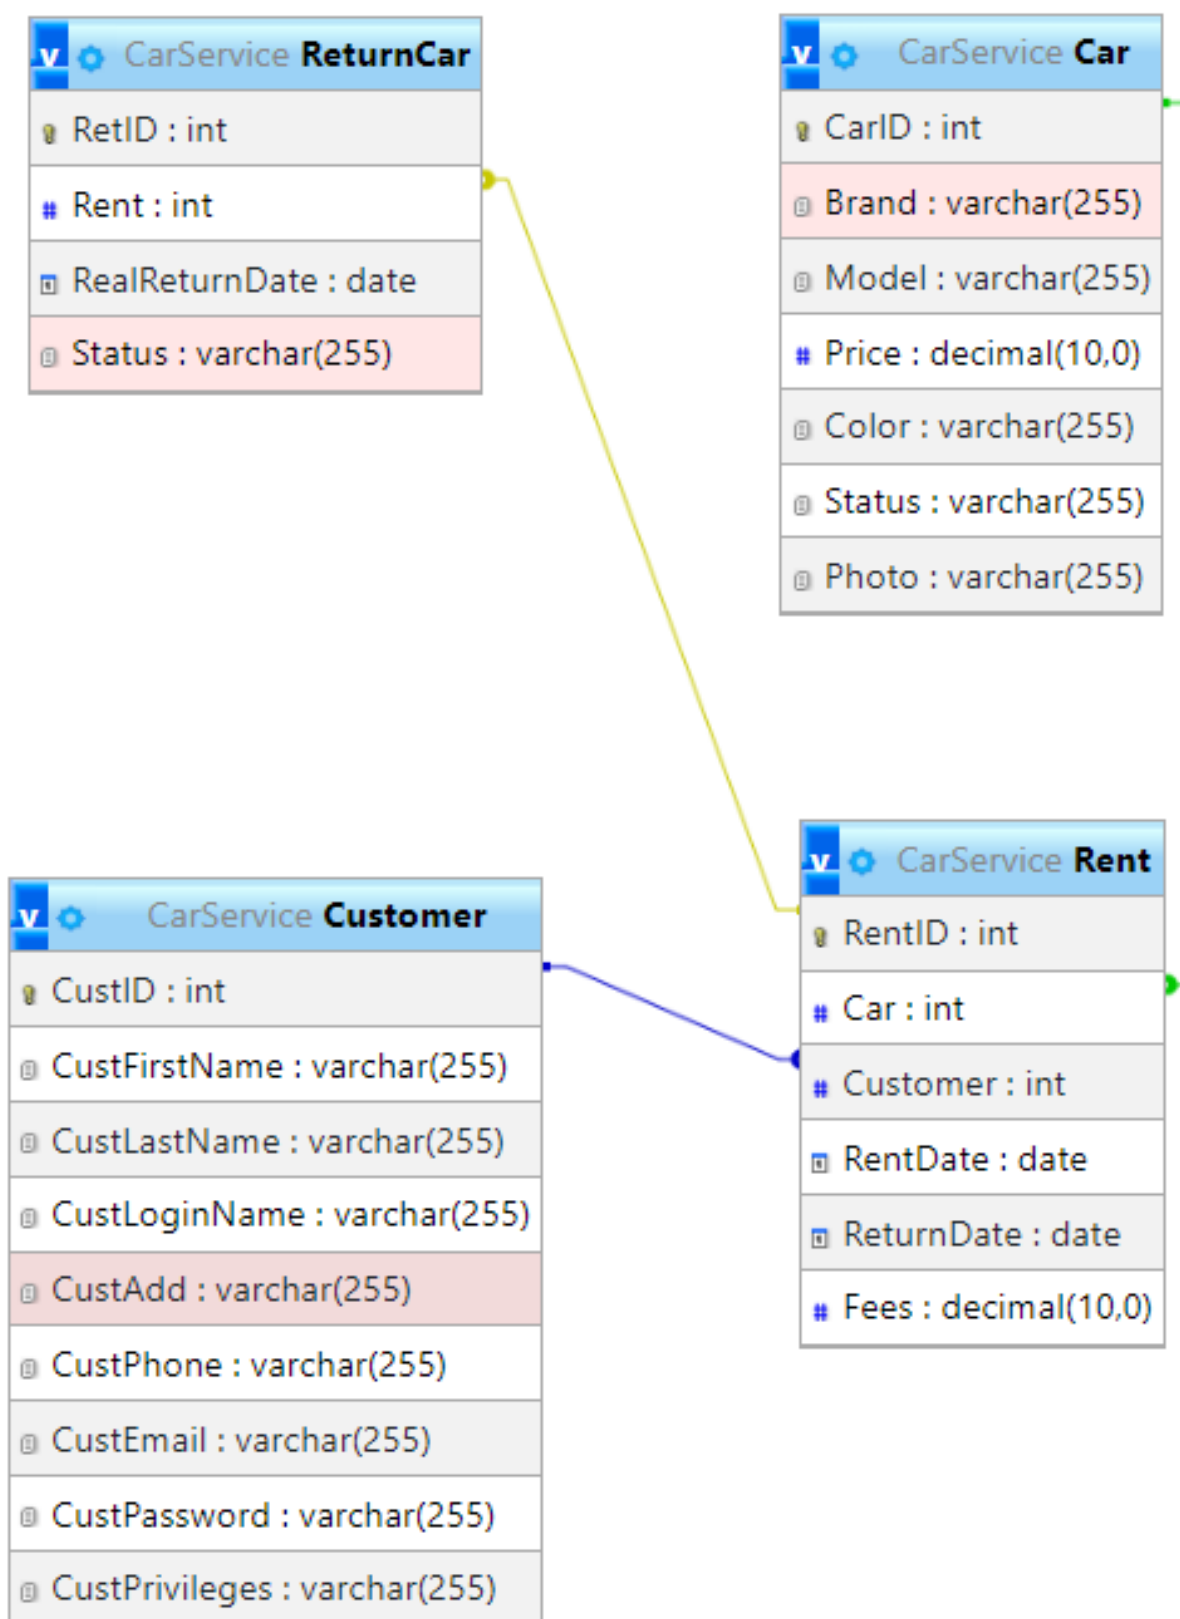 v CarService ReturnCar
RetID : int
# Rent : int
RealReturnDate : date
Status : varchar(255)
v CarService Car
CarID : int
Brand : varchar(255)
Model : varchar(255)
# Price : decimal(10,0)
Color : varchar(255)
Status : varchar(255)
Photo : varchar(255)
v CarService Customer
CustID : int
CustFirstName : varchar(255)
CustLastName : varchar(255)
CustLoginName : varchar(255)
CustAdd : varchar(255)
CustPhone : varchar(255)
CustEmail : varchar(255)
CustPassword : varchar(255)
CustPrivileges : varchar(255)
v CarService Rent
RentID : int
# Car : int
# Customer : int
RentDate : date
ReturnDate : date
# Fees : decimal(10,0)